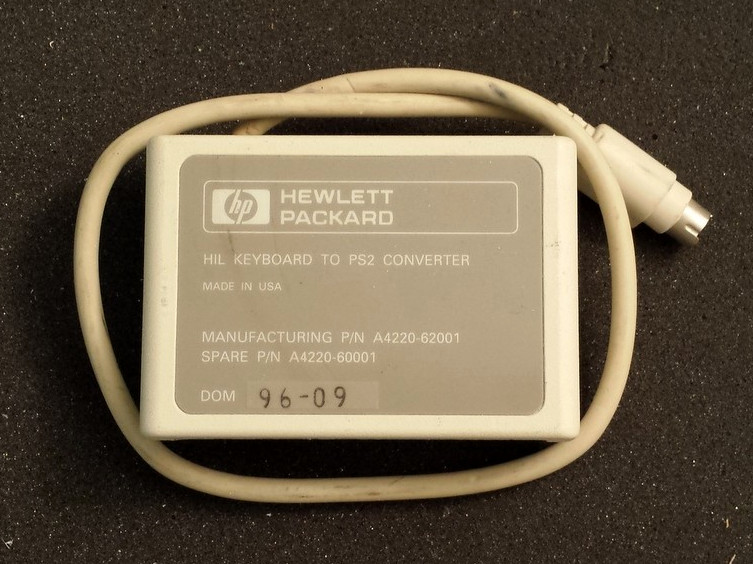 hp HEWLETT
PACKARD
HIL KEYBOARD TO PS2 CONVERTER
MADE IN USA
MANUFACTURING P/N A4220-62001
SPARE P/N A4220-60001
DOM 96-09